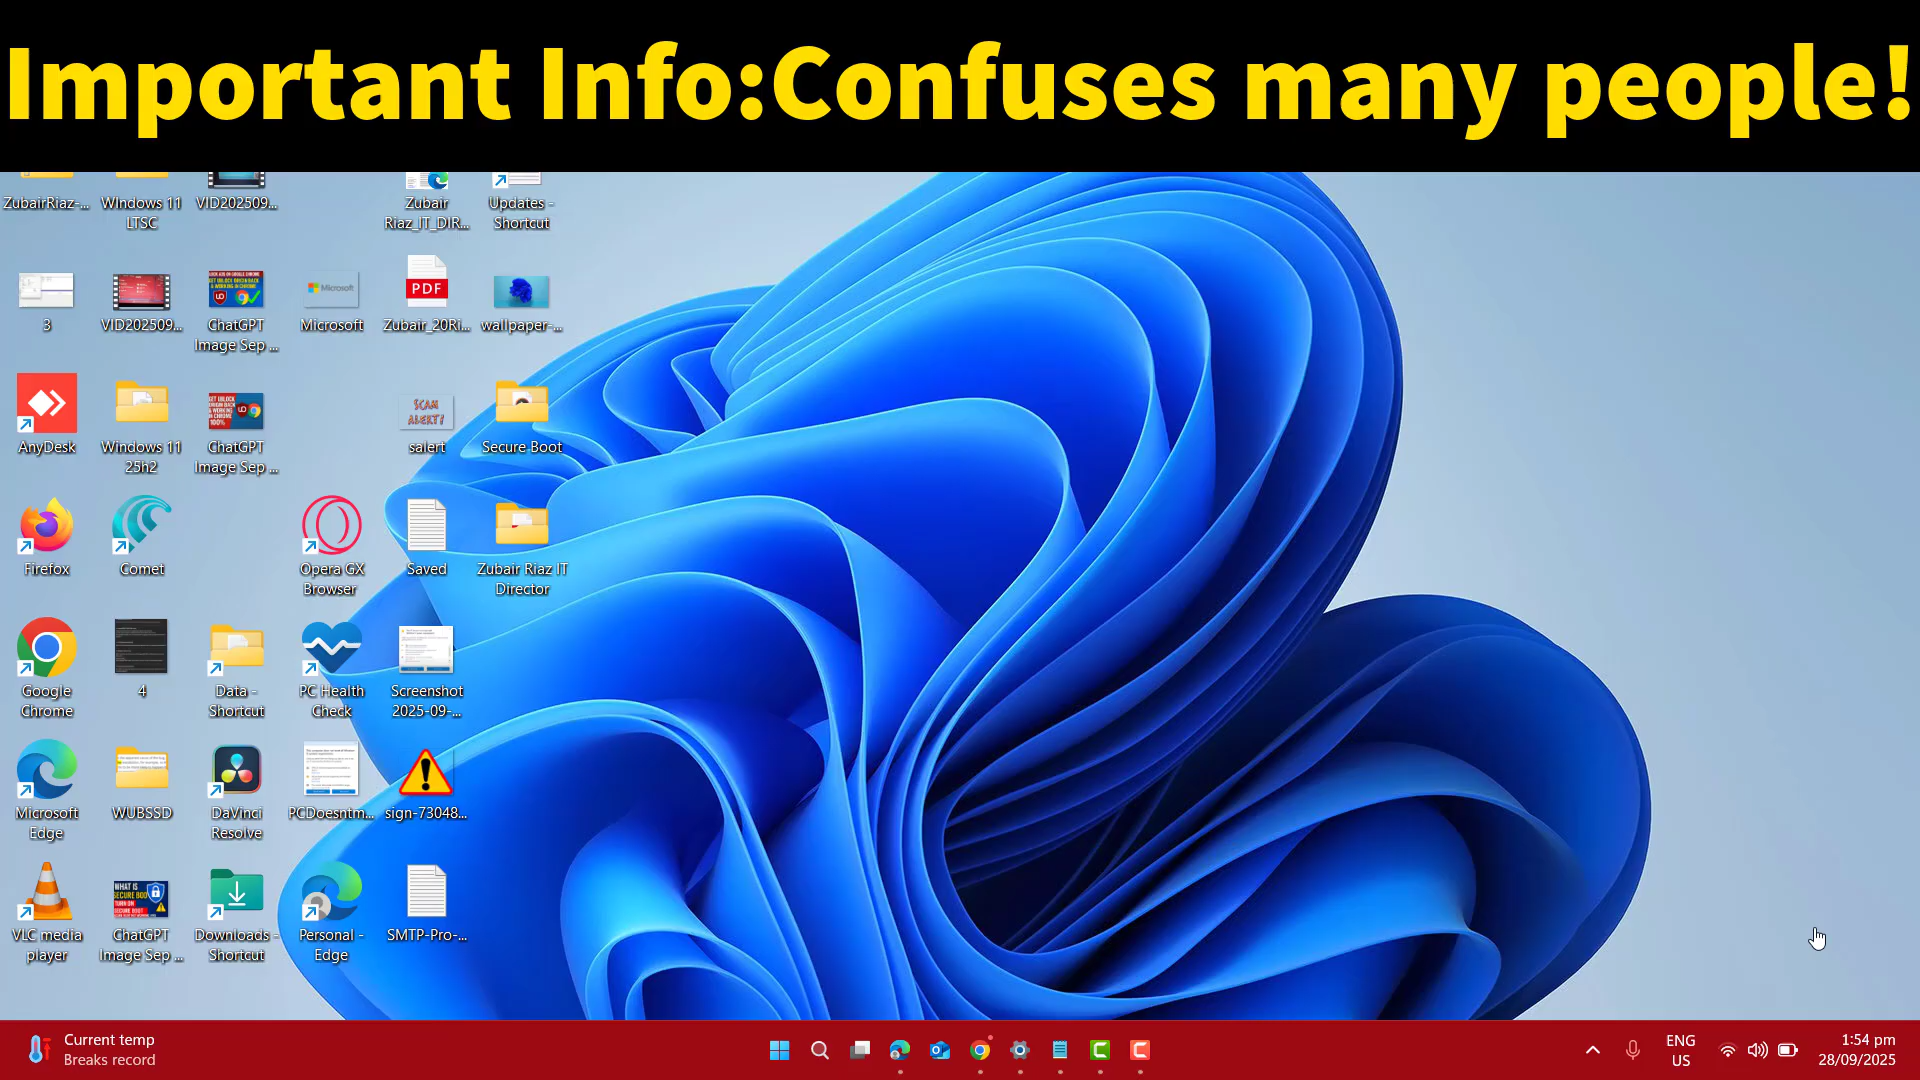 Important Info:Confuses many people!
ZubairRiaz-...
WIndows 11
LTSC
VID202509...
Zubair
Riaz_IT_DIR...
Updates -
Shortcut
3
VID202509...
ChatGPT
Image Sep ...
Microsoft
Microsoft
PDF
Zubair_20Ri...
wallpaper-...
AnyDesk
Windows 11
25h2
ChatGPT
Image Sep ...
SCAM
ALERT!
salert
Secure Boot
Firefox
Comet
Opera GX
Browser
Saved
Zubair Riaz IT
Director
Google
Chrome
4
Data -
Shortcut
PC Health
Check
Screenshot
2025-09-...
Microsoft
Edge
WUBSSD
DaVinci
Resolve
PCDoesntm...
sign-73048...
VLC media
player
ChatGPT
Image Sep ...
Downloads -
Shortcut
Personal -
Edge
SMTP-Pro-...
Current temp
Breaks record
ENG
US
1:54 pm
28/09/2025